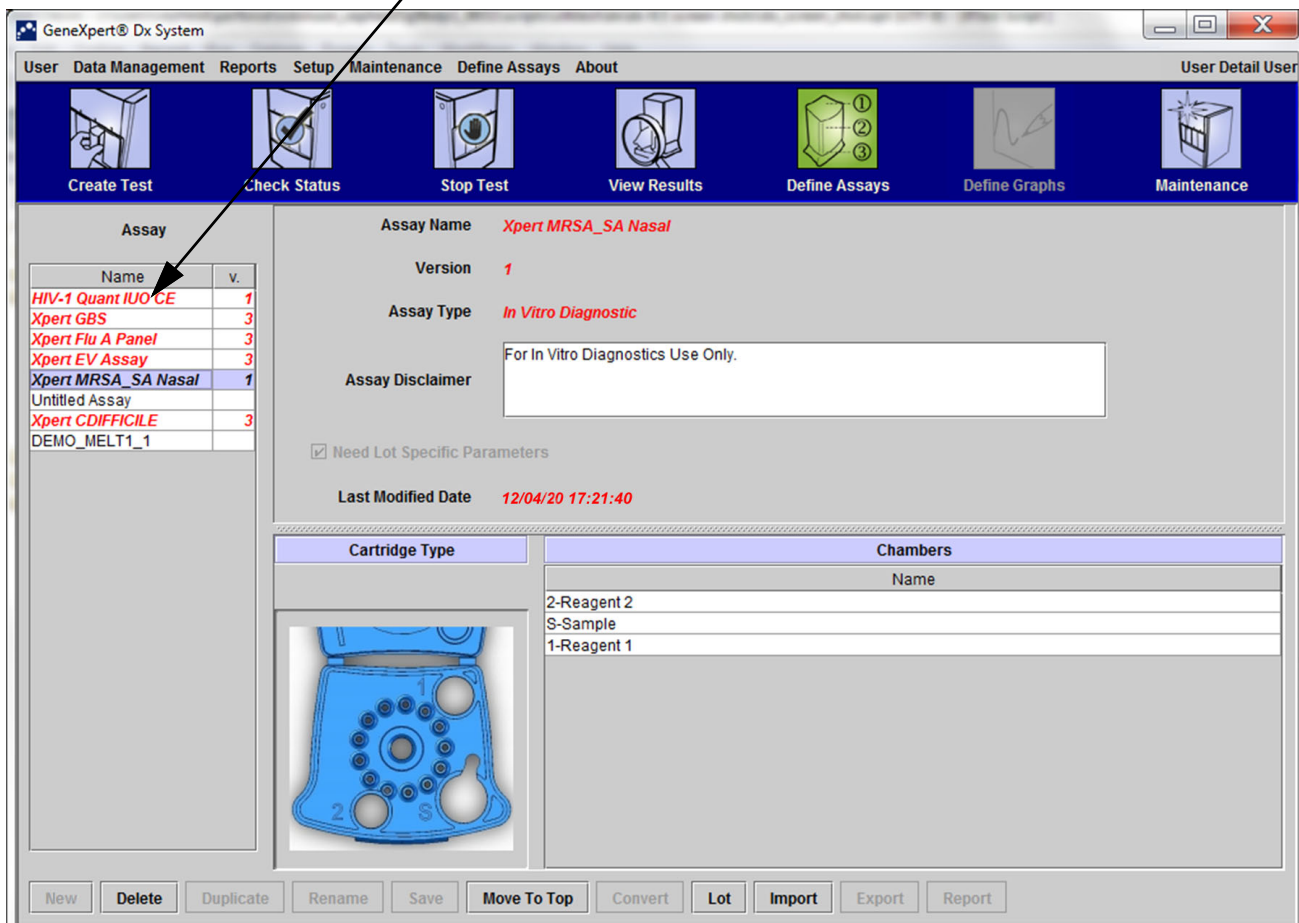 GeneXpert® Dx System
User Data Management Reports Setup Maintenance Define Assays About User Detail User
Create Test Check Status Stop Test View Results Define Assays Define Graphs Maintenance
Assay
Name v.
HIV-1 Quant IUO CE 1
Xpert GBS 3
Xpert Flu A Panel 3
Xpert EV Assay 3
Xpert MRSA_SA Nasal 1
Untitled Assay
Xpert CDIFFICILE 3
DEMO_MELT1_1
Assay Name Xpert MRSA_SA Nasal
Version 1
Assay Type In Vitro Diagnostic
Assay Disclaimer For In Vitro Diagnostics Use Only.
Need Lot Specific Parameters
Last Modified Date 12/04/20 17:21:40
Cartridge Type
1
2 S
Chambers
Name
2-Reagent 2
S-Sample
1-Reagent 1
New Delete Duplicate Rename Save Move To Top Convert Lot Import Export Report